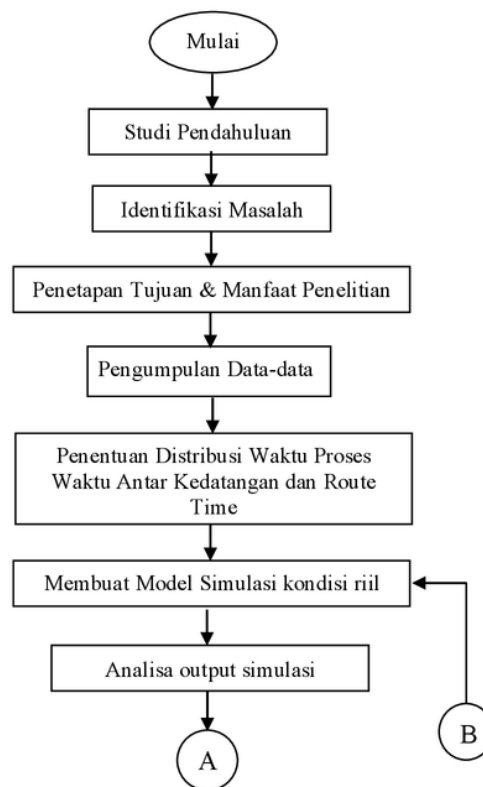 Mulai
Studi Pendahuluan
Identifikasi Masalah
Penetapan Tujuan & Manfaat Penelitian
Pengumpulan Data-data
Penentuan Distribusi Waktu Proses
Waktu Antar Kedatangan dan Route
Time
Membuat Model Simulasi kondisi riil
Analisa output simulasi
A
B